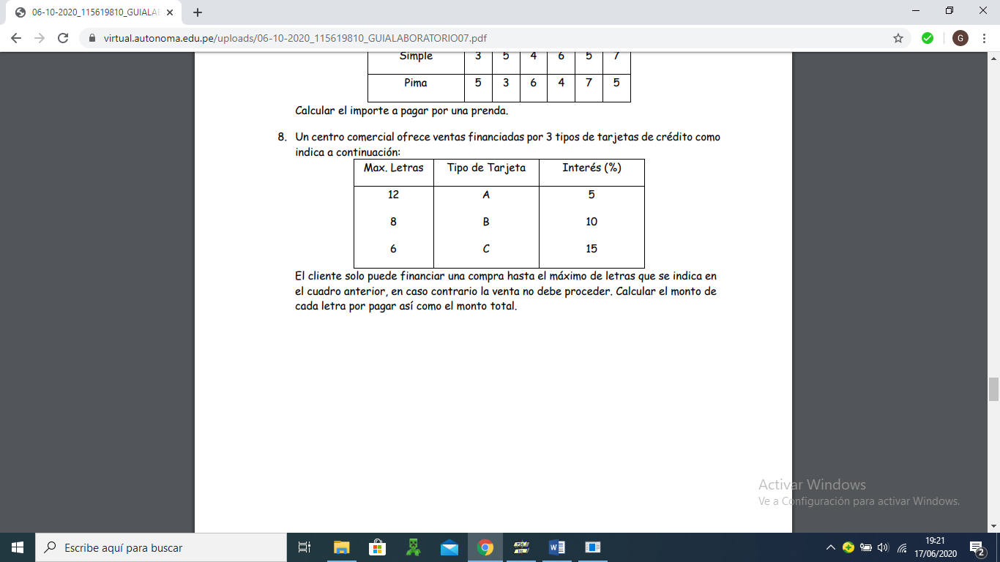 06-10-2020_115619810_GUIALAB
virtual.autonoma.edu.pe/uploads/06-10-2020_115619810_GUIALABORATORIO07.pdf
G
Simple 3 5 4 6 5 7
Pima 5 3 6 4 7 5
Calcular el importe a pagar por una prenda.
8. Un centro comercial ofrece ventas financiadas por 3 tipos de tarjetas de crédito como
indica a continuación:
Max. Letras Tipo de Tarjeta Interés (%)
12 A 5
8 B 10
6 C 15
El cliente solo puede financiar una compra hasta el máximo de letras que se indica en
el cuadro anterior, en caso contrario la venta no debe proceder. Calcular el monto de
cada letra por pagar así como el monto total.
Activar Windows
Ve a Configuración para activar Windows.
Escribe aquí para buscar
19:21
17/06/2020
2